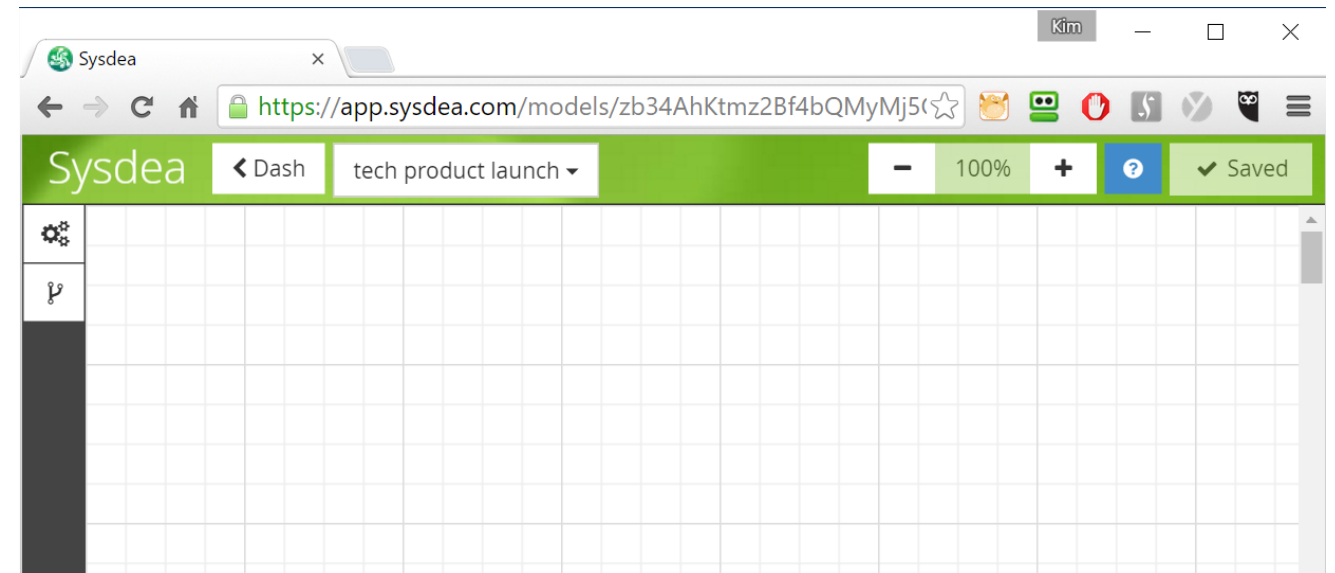 Kim
Sysdea
https://app.sysdea.com/models/zb34AhKtmz2Bf4bQMyMj5(
Sysdea Dash tech product launch 100% Saved